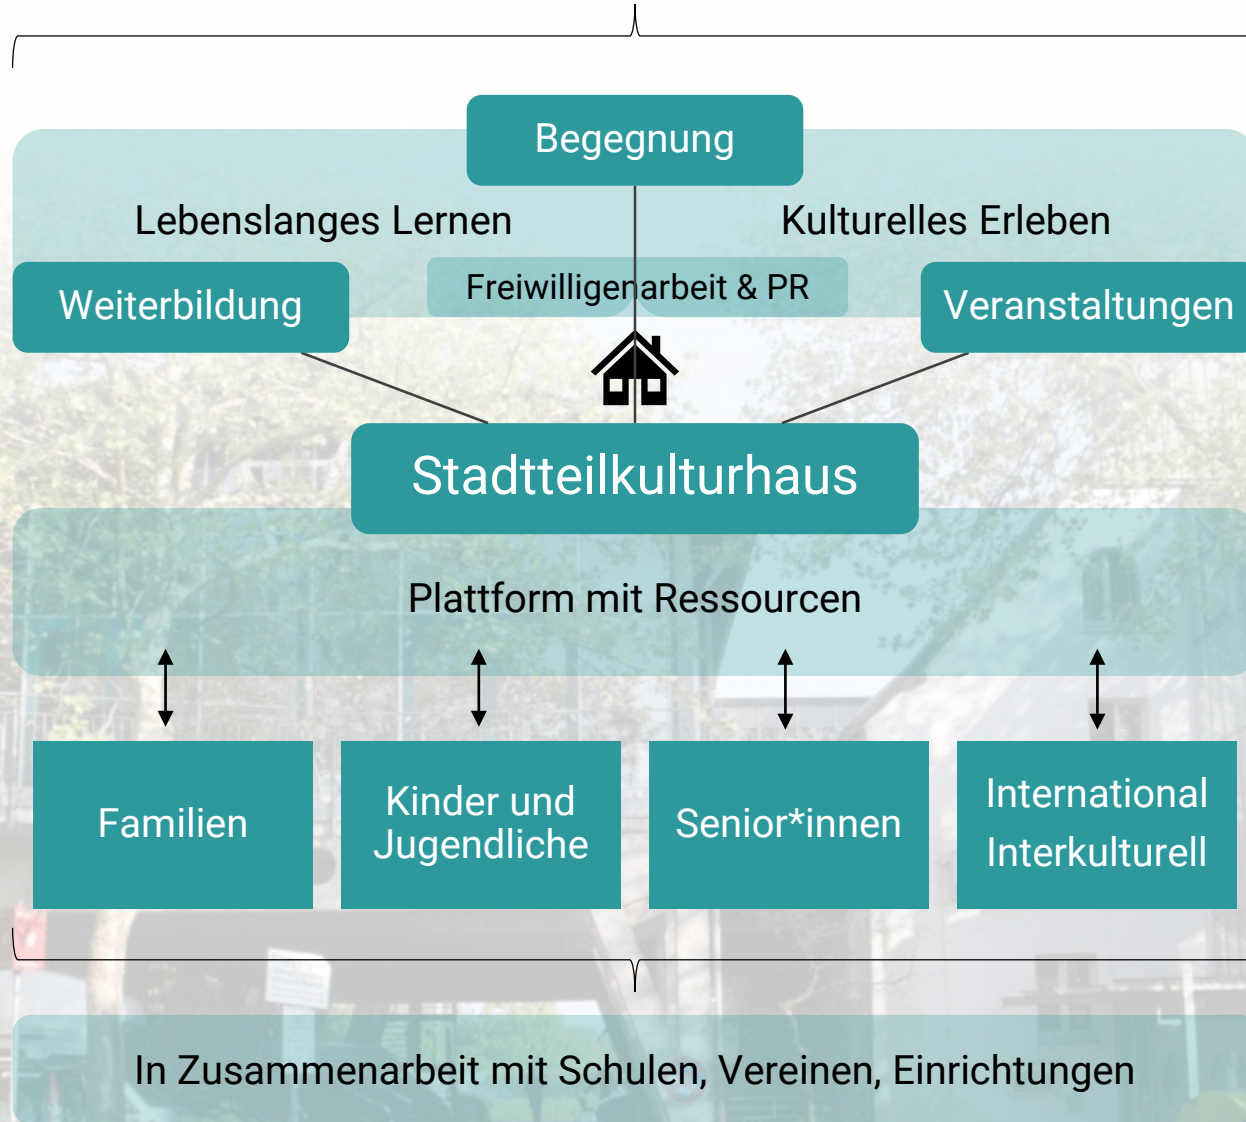 Begegnung
Lebenslanges Lernen
Kulturelles Erleben
Freiwilligenarbeit & PR
Weiterbildung
Veranstaltungen
Stadtteilkulturhaus
Plattform mit Ressourcen
Familien
Kinder und
Jugendliche
Senior*innen
International
Interkulturell
In Zusammenarbeit mit Schulen, Vereinen, Einrichtungen